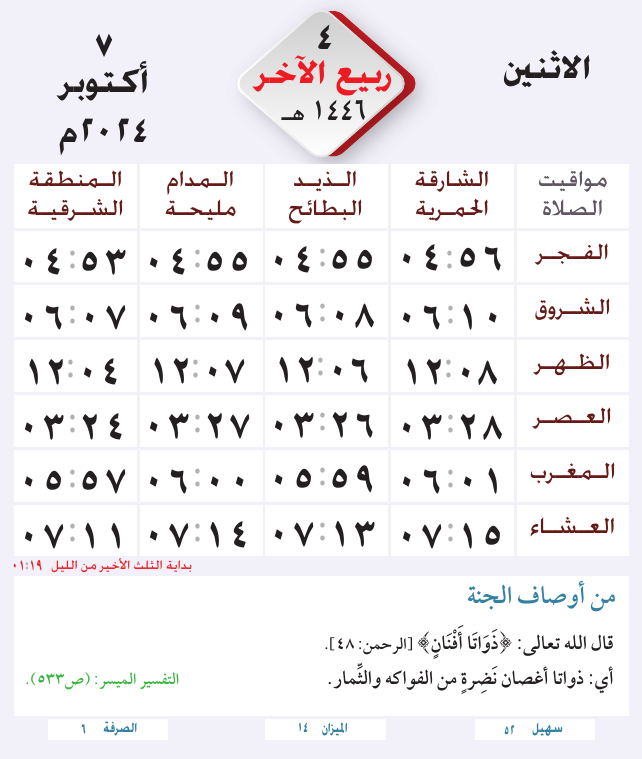 الاثنين
٤
ربيع الآخر
١٤٤٦ هـ
٧
أكتوبر
٢٠٢٤م
مواقيت الصلاة | الشارقة الحمرية | الذيد البطائح | المدام مليحة | المنطقة الشرقية
الفجر | ٠٤:٥٦ | ٠٤:٥٥ | ٠٤:٥٥ | ٠٤:٥٣
الشروق | ٠٦:١٠ | ٠٦:٠٨ | ٠٦:٠٩ | ٠٦:٠٧
الظهر | ١٢:٠٨ | ١٢:٠٦ | ١٢:٠٧ | ١٢:٠٤
العصر | ٠٣:٢٨ | ٠٣:٢٦ | ٠٣:٢٧ | ٠٣:٢٤
المغرب | ٠٦:٠١ | ٠٥:٥٩ | ٠٦:٠٠ | ٠٥:٥٧
العشاء | ٠٧:١٥ | ٠٧:١٣ | ٠٧:١٤ | ٠٧:١١
بداية الثلث الأخير من الليل ٠١:١٩
من أوصاف الجنة
قال الله تعالى: ﴿ذَوَاتَا أَفْنَانٍ﴾ [الرحمن: ٤٨].
أي: ذواتا أغصان نَضِرةٍ من الفواكه والثِّمار. التفسير الميسر: (ص٥٣٣).
سهيل ٥٢ الميزان ١٤ الصرفة ٦